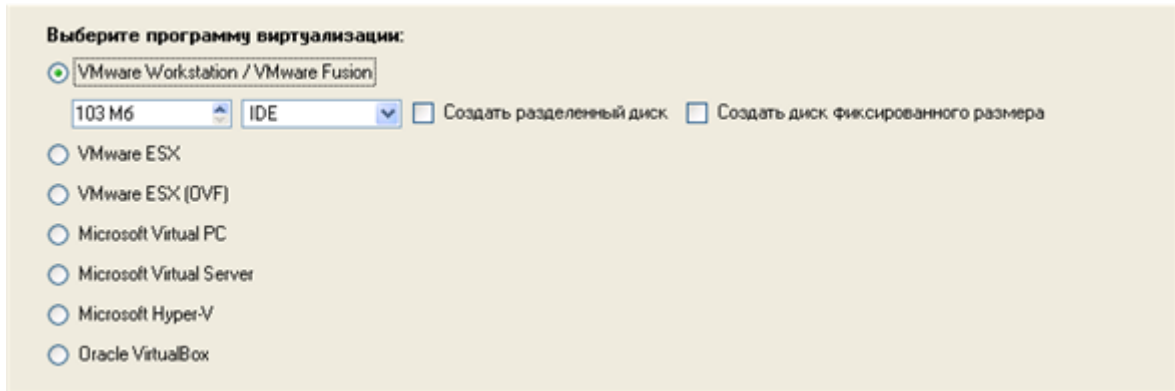 Выберите программу виртуализации:
VMware Workstation / VMware Fusion
103 Мб IDE Создать разделенный диск Создать диск фиксированного размера
VMware ESX
VMware ESX (OVF)
Microsoft Virtual PC
Microsoft Virtual Server
Microsoft Hyper-V
Oracle VirtualBox